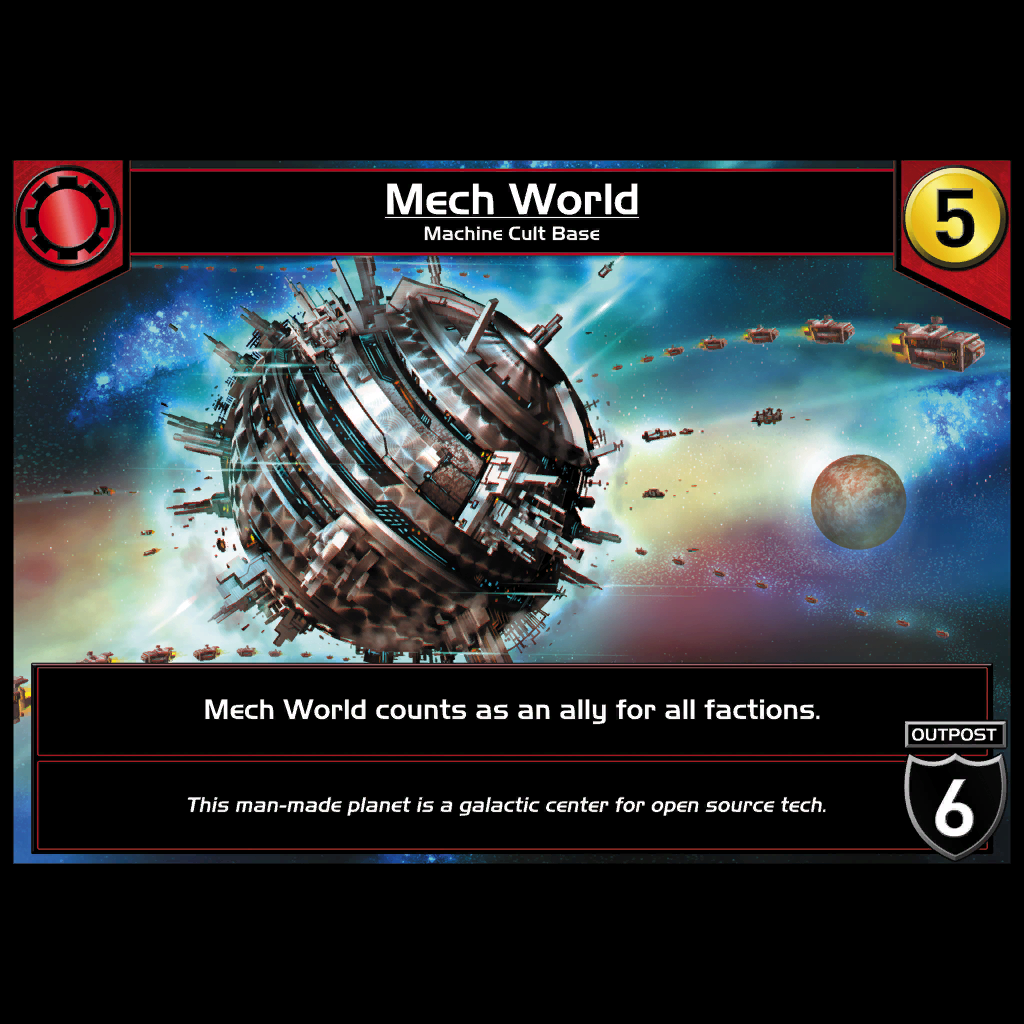 Mech World
Machine Cult Base
5
Mech World counts as an ally for all factions.
OUTPOST
6
This man-made planet is a galactic center for open source tech.